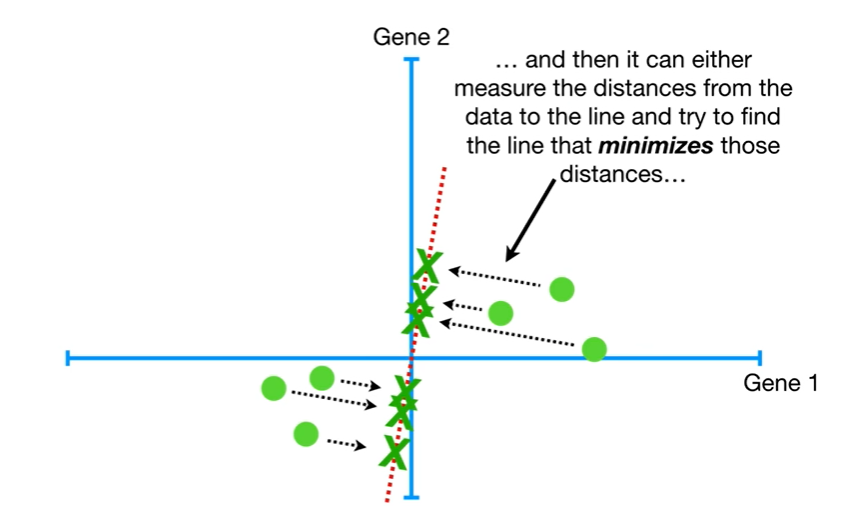 Gene 2
… and then it can either
measure the distances from the
data to the line and try to find
the line that minimizes those
distances…
Gene 1